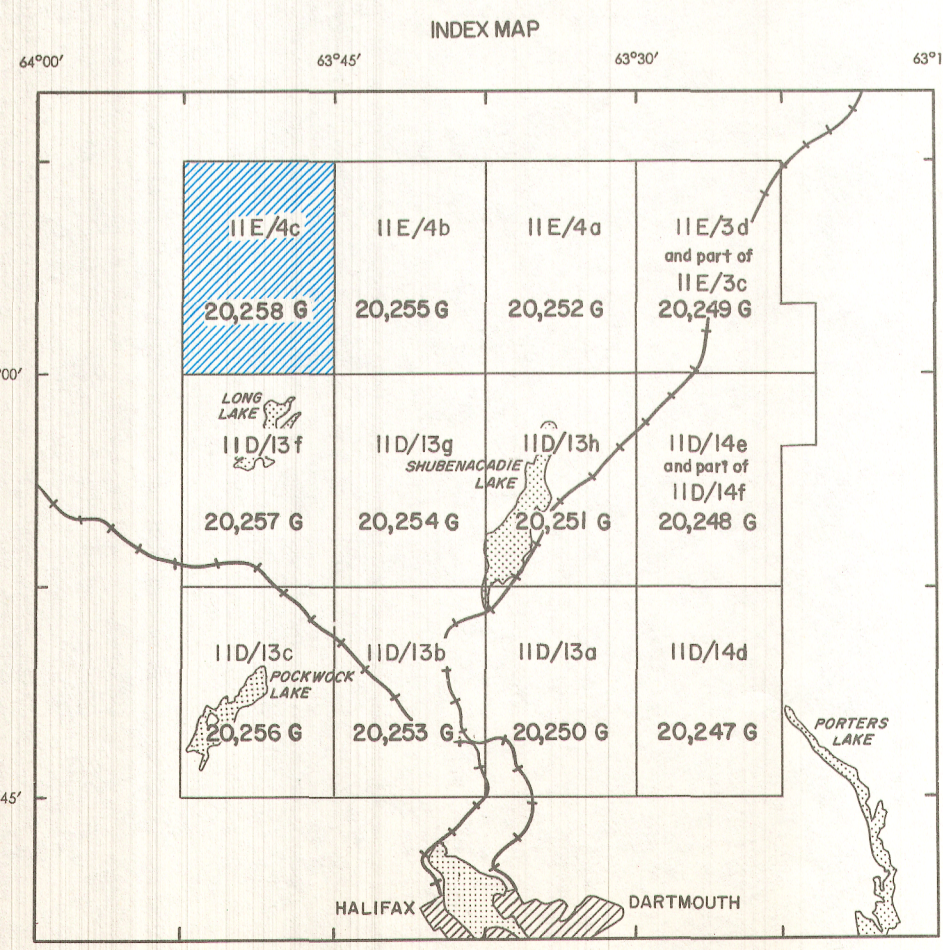 INDEX MAP
64°00′ 63°45′ 63°30′ 63°1
11E/4c 11E/4b 11E/4a 11E/3d
and part of
11E/3c
20,258 G 20,255 G 20,252 G 20,249 G
′00′
LONG
LAKE
11D/13f 11D/13g 11D/13h 11D/14e
SHUBENACADIE
LAKE
and part of
11D/14f
20,257 G 20,254 G 20,251 G 20,248 G
11D/13c 11D/13b 11D/13a 11D/14d
POCKWOCK
LAKE
20,256 G 20,253 G 20,250 G 20,247 G
PORTERS
LAKE
45′
HALIFAX DARTMOUTH